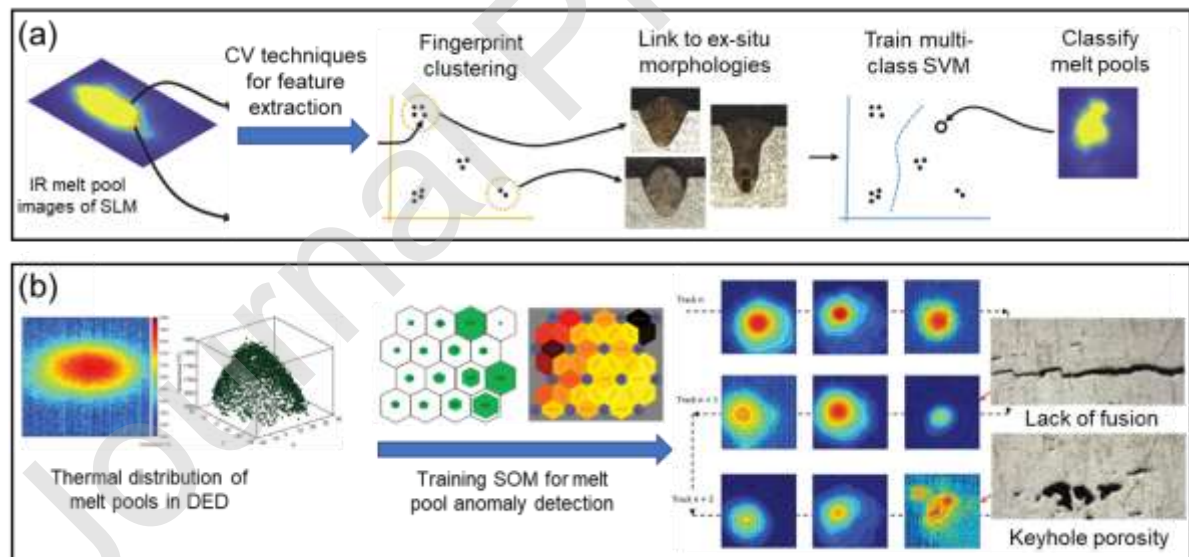 (a)
CV techniques
for feature
extraction
IR melt pool
images of SLM
Fingerprint
clustering
Link to ex-situ
morphologies
Train multi-
class SVM
Classify
melt pools
(b)
Thermal distribution of
melt pools in DED
Training SOM for melt
pool anomaly detection
Track n
Track n + 1
Track n + 2
Lack of fusion
Keyhole porosity
Journal Pr